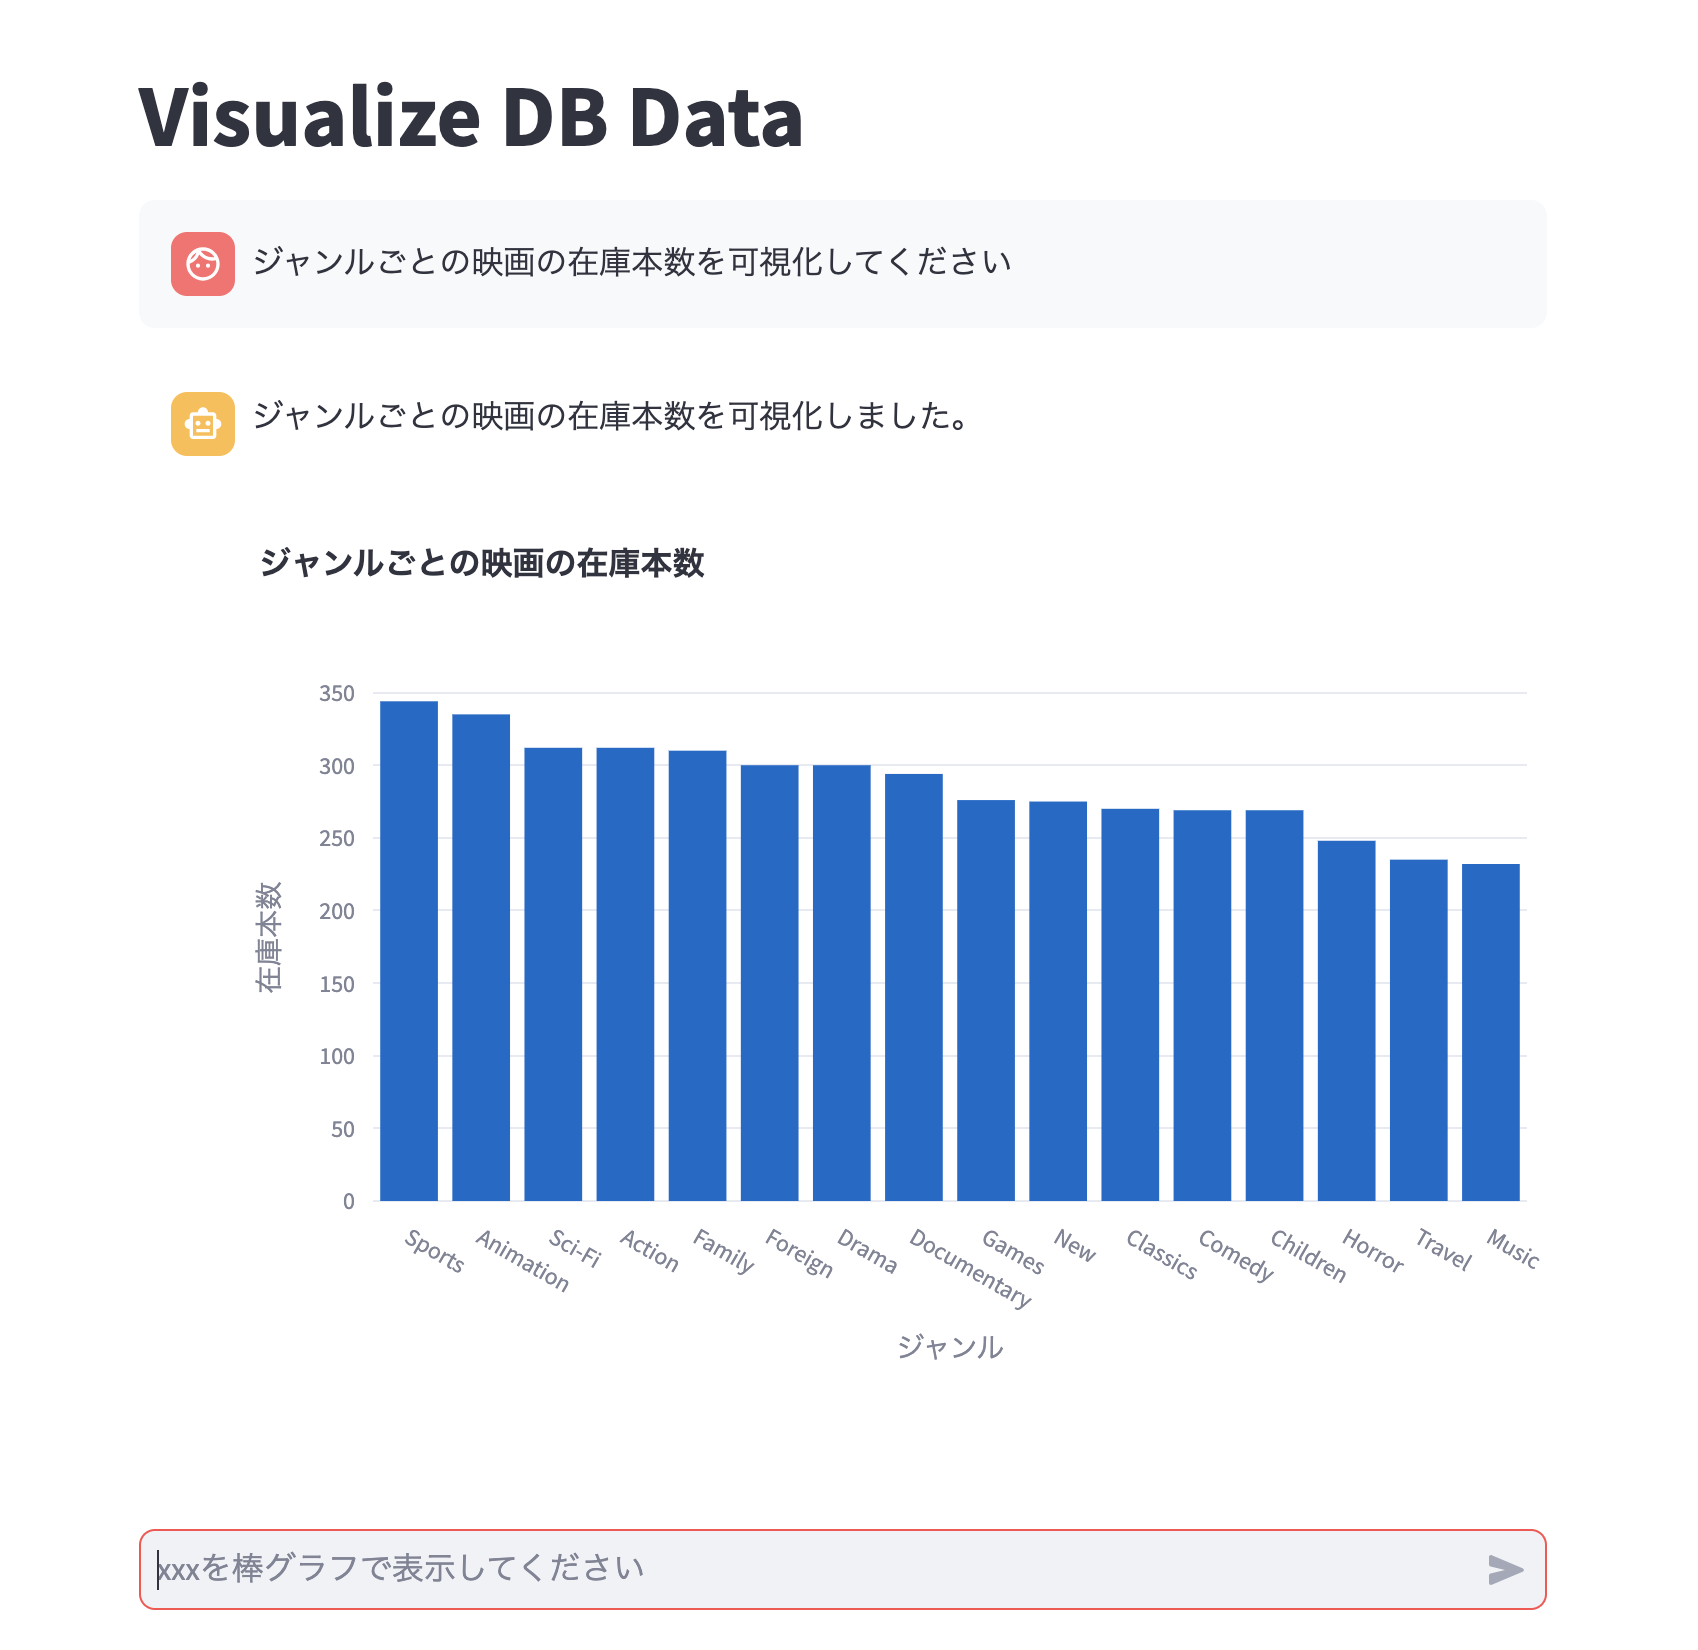 Visualize DB Data
ジャンルごとの映画の在庫本数を可視化してください
ジャンルごとの映画の在庫本数を可視化しました。
ジャンルごとの映画の在庫本数
350
300
250
200
150
100
50
0
在庫本数
Sports
Animation
Sci-Fi
Action
Family
Foreign
Drama
Documentary
Games
New
Classics
Comedy
Children
Horror
Travel
Music
ジャンル
xxxを棒グラフで表示してください